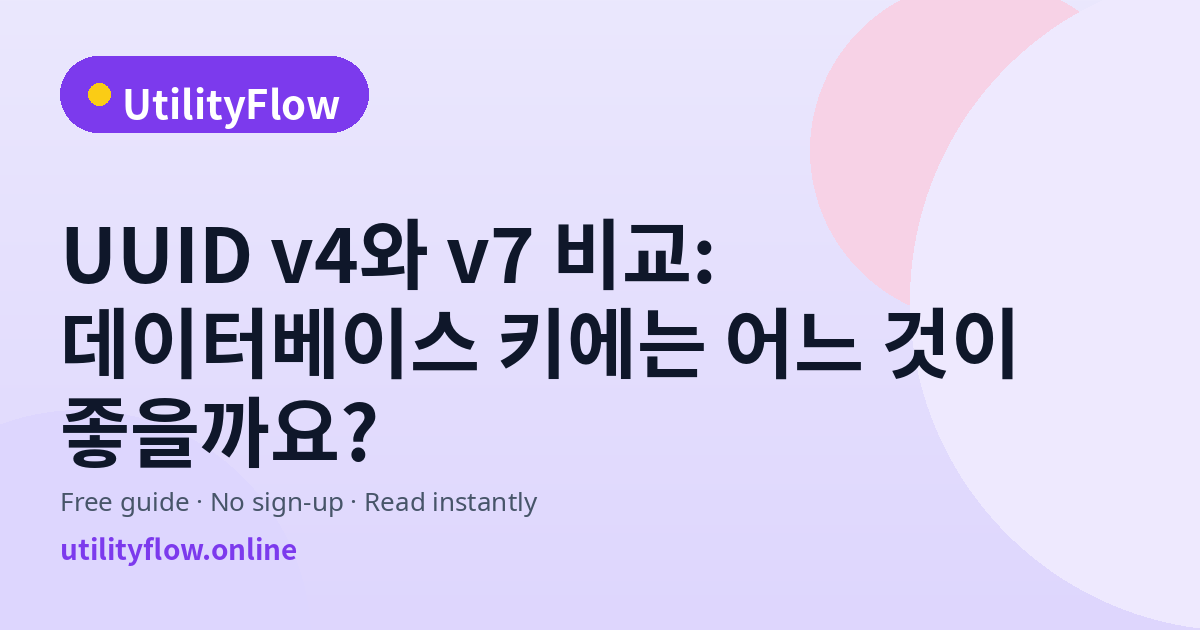 UtilityFlow
UUID v4와 v7 비교:
데이터베이스 키에는 어느 것이
좋을까요?
Free guide · No sign-up · Read instantly
utilityflow.online